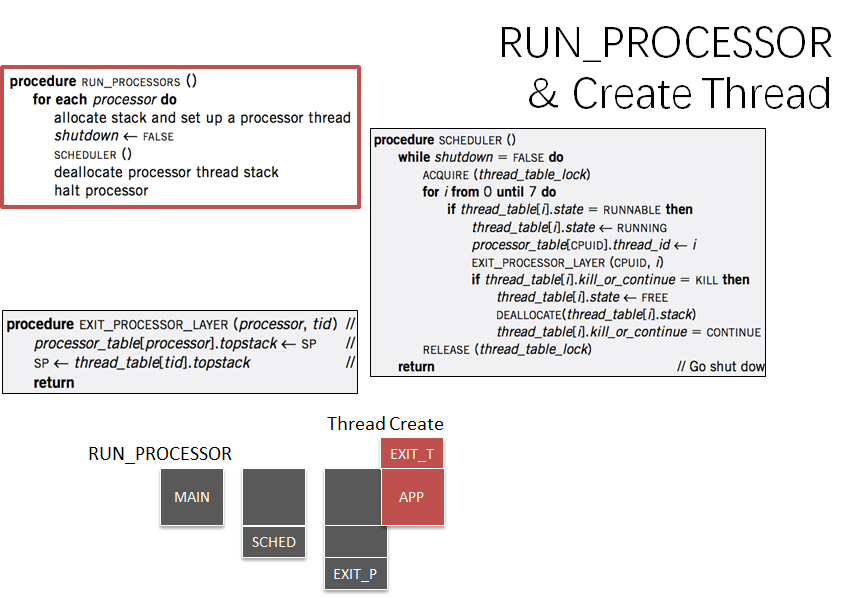 RUN_PROCESSOR
& Create Thread
procedure RUN_PROCESSORS ()
for each processor do
allocate stack and set up a processor thread
shutdown ← FALSE
SCHEDULER ()
deallocate processor thread stack
halt processor
procedure SCHEDULER ()
while shutdown = FALSE do
ACQUIRE (thread_table_lock)
for i from 0 until 7 do
if thread_table[i].state = RUNNABLE then
thread_table[i].state ← RUNNING
processor_table[CPUID].thread_id ← i
EXIT_PROCESSOR_LAYER (CPUID, i)
if thread_table[i].kill_or_continue = KILL then
thread_table[i].state ← FREE
DEALLOCATE(thread_table[i].stack)
thread_table[i].kill_or_continue = CONTINUE
RELEASE (thread_table_lock)
return // Go shut dow
procedure EXIT_PROCESSOR_LAYER (processor, tid) //
processor_table[processor].topstack ← SP //
SP ← thread_table[tid].topstack //
return
Thread Create
RUN_PROCESSOR
EXIT_T
MAIN
APP
SCHED
EXIT_P